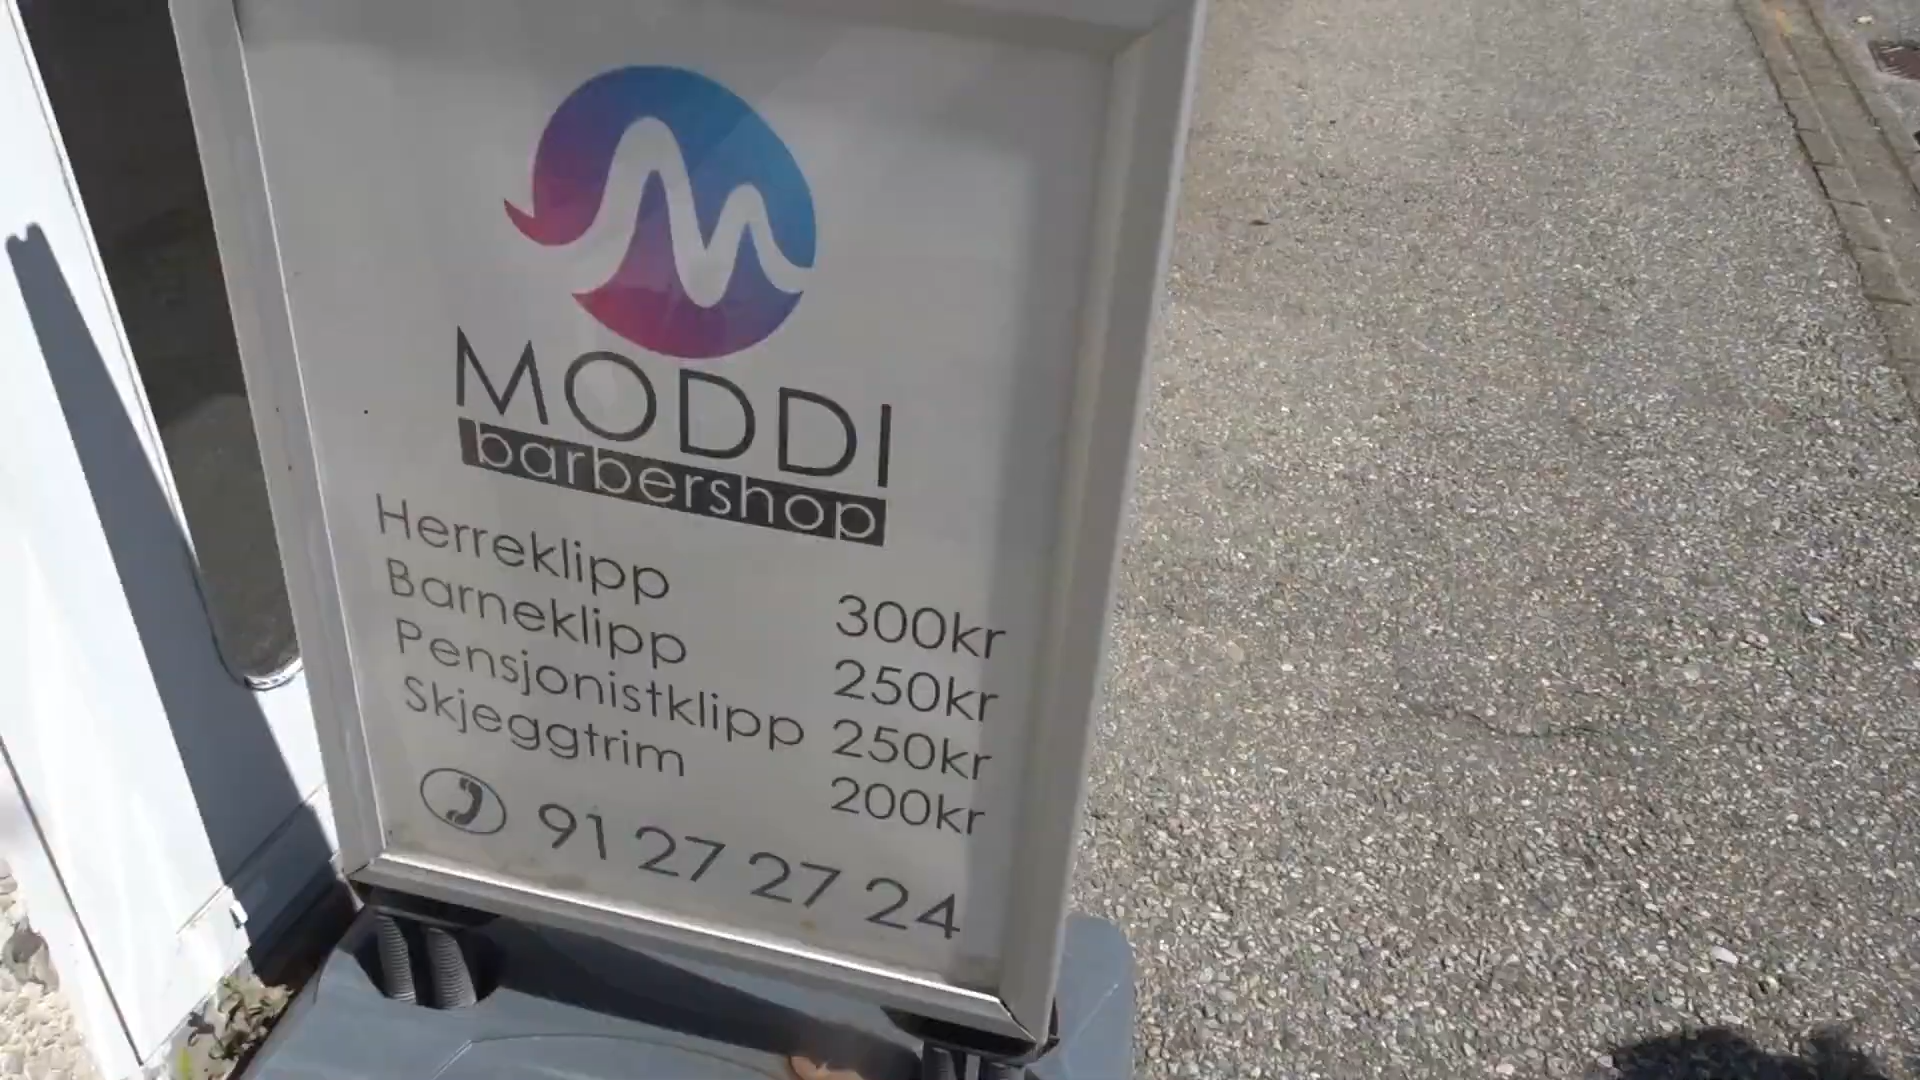 MODDI
barbershop
Herreklipp 300kr
Barneklipp 250kr
Pensjonistklipp 250kr
Skjeggtrim 200kr
91 27 27 24